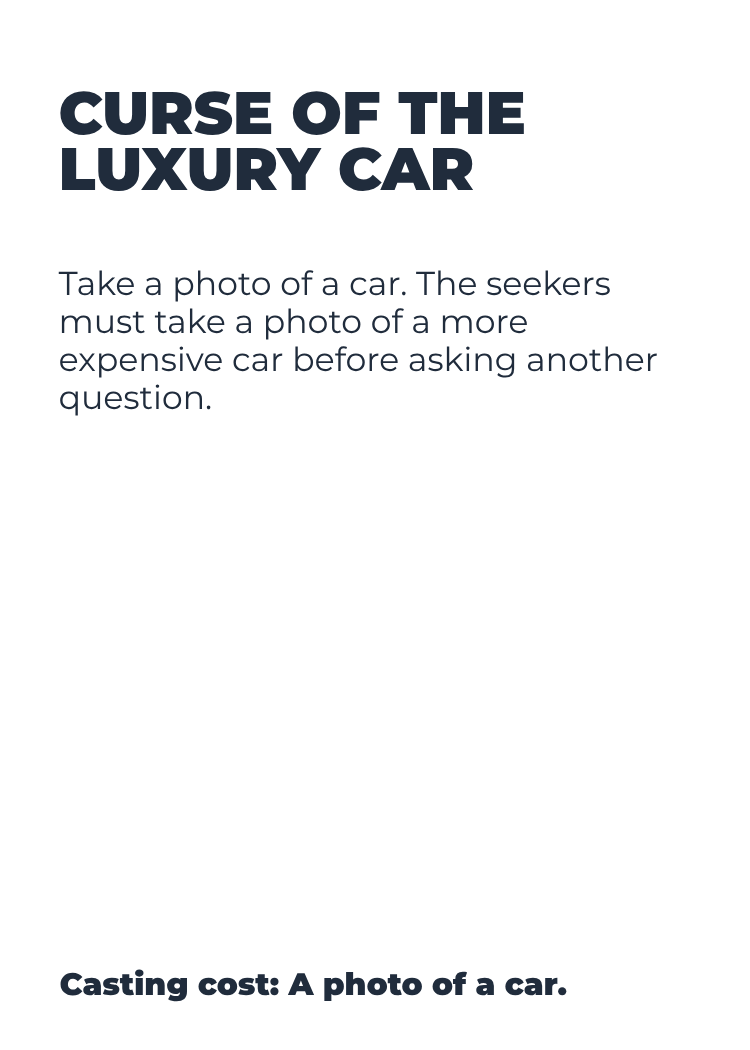 CURSE OF THE
LUXURY CAR
Take a photo of a car. The seekers
must take a photo of a more
expensive car before asking another
question.
Casting cost: A photo of a car.